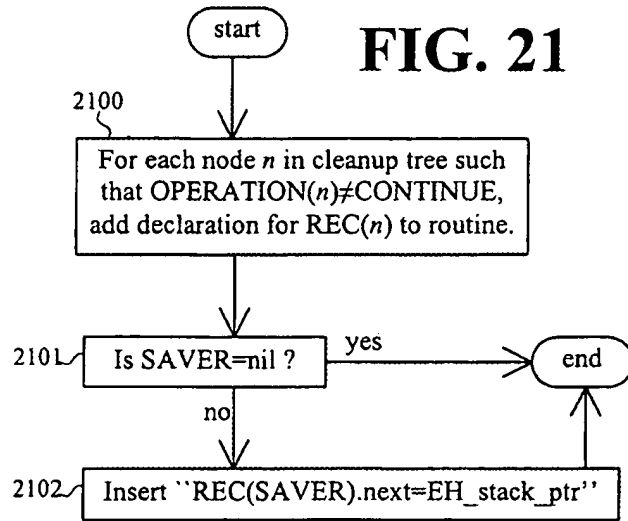 start
FIG. 21
2100
For each node n in cleanup tree such
that OPERATION(n)≠CONTINUE,
add declaration for REC(n) to routine.
2101
Is SAVER=nil ?
yes
end
no
2102
Insert ``REC(SAVER).next=EH_stack_ptr''